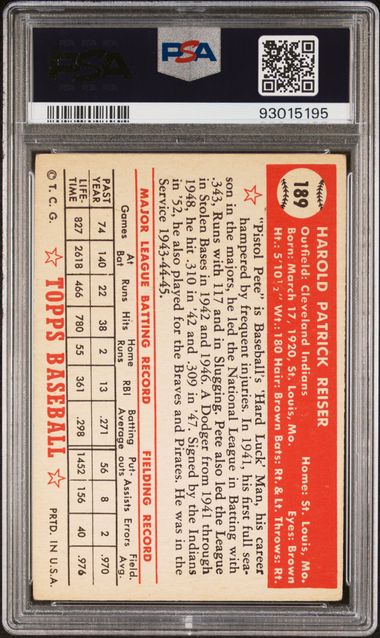 PSA
PSA
93015195
189
HAROLD PATRICK REISER
Outfield: Cleveland Indians Home: St. Louis, Mo.
Born: March 17, 1920, St. Louis, Mo. Eyes: Brown
Ht.: 5'10½" Wt.: 180 Hair: Brown Bats: Rt. & Lt. Throws: Rt.
"Pistol Pete" is Baseball's 'Hard Luck' Man, his career
hampered by frequent injuries. In 1941, his first full sea-
son in the majors, he led the National League in Batting with
.343, Runs with 117 and in Slugging. Pete also led the League
in Stolen Bases in 1942 and 1946. A Dodger from 1941 through
1948, he hit .310 in '42 and .309 in '47. Signed by the Indians
in '52, he also played for the Braves and Pirates. He was in the
Service 1943-44-45.
MAJOR LEAGUE BATTING RECORD FIELDING RECORD
Games At Bat Runs Hits Home Runs RBI Batting Average Put-outs Assists Errors Field. Avg.
PAST YEAR 74 140 22 38 2 13 .271 56 8 2 .970
LIFE-TIME 827 2618 466 780 55 361 .298 1452 156 40 .976
© T. C. G. TOPPS BASEBALL PRTD. IN U.S.A.